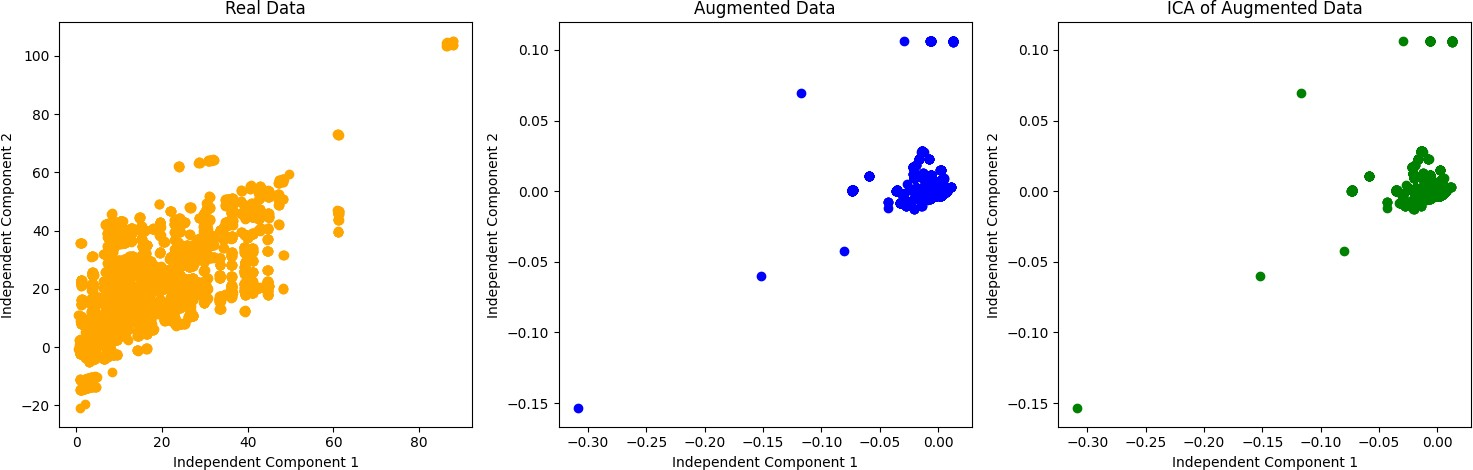 Real Data
100
80
60
40
20
0
−20
0 20 40 60 80
Independent Component 1
Independent Component 2
Augmented Data
0.10
0.05
0.00
−0.05
−0.10
−0.15
−0.30 −0.25 −0.20 −0.15 −0.10 −0.05 0.00
Independent Component 1
Independent Component 2
ICA of Augmented Data
0.10
0.05
0.00
−0.05
−0.10
−0.15
−0.30 −0.25 −0.20 −0.15 −0.10 −0.05 0.00
Independent Component 1
Independent Component 2